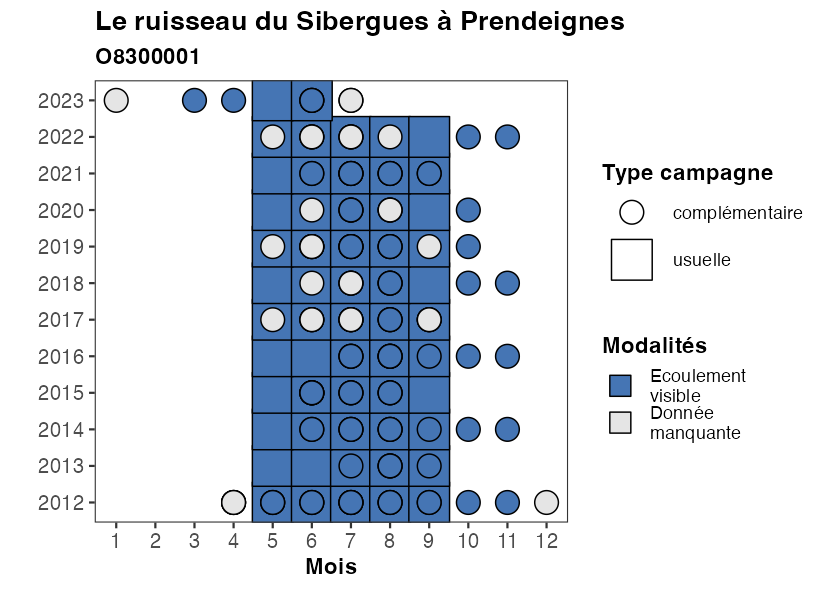 Le ruisseau du Sibergues à Prendeignes
O8300001
2023
2022
2021
2020
2019
2018
2017
2016
2015
2014
2013
2012
1 2 3 4 5 6 7 8 9 10 11 12
Mois
Type campagne
complémentaire
usuelle
Modalités
Ecoulement
visible
Donnée
manquante